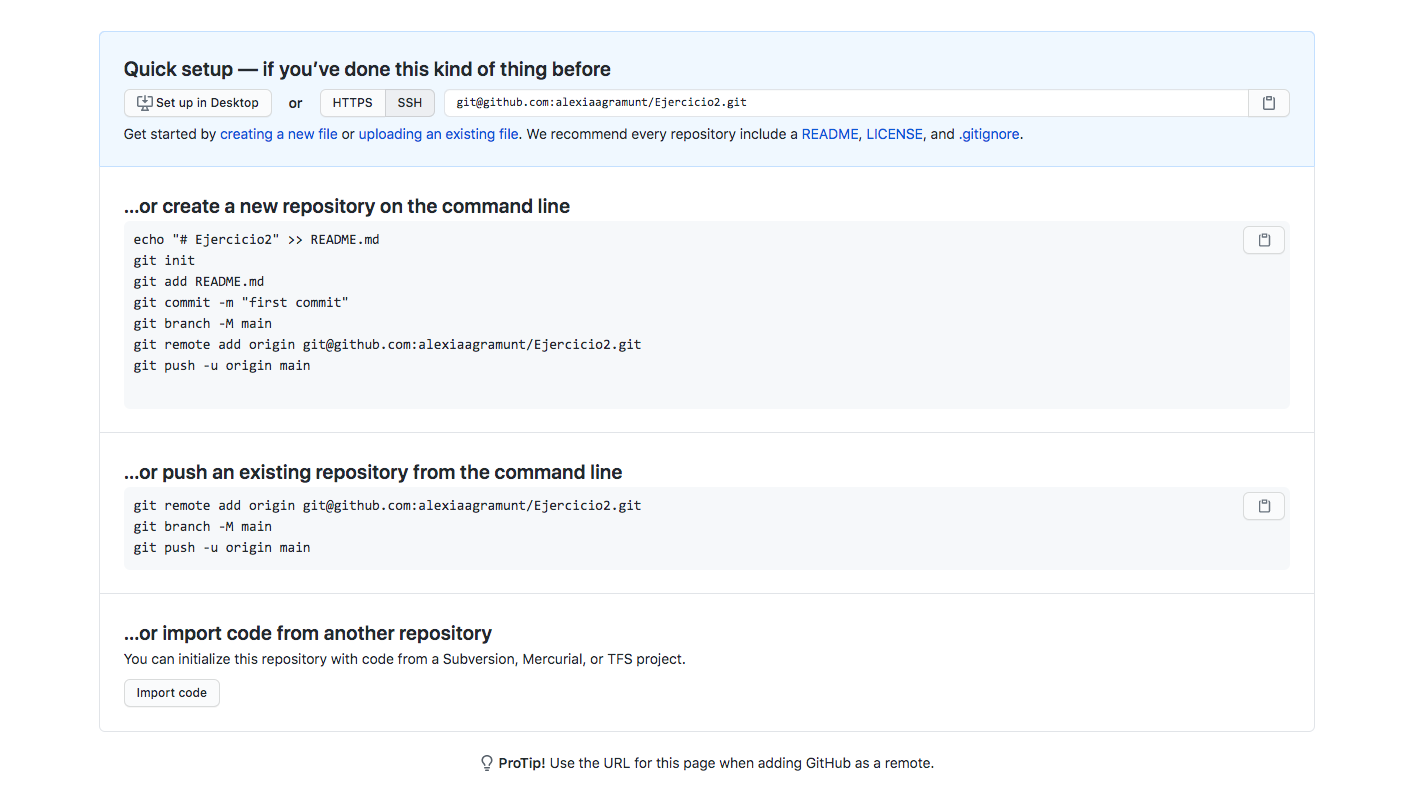 Quick setup — if you’ve done this kind of thing before
Set up in Desktop or HTTPS SSH git@github.com:alexiaagramunt/Ejercicio2.git
Get started by creating a new file or uploading an existing file. We recommend every repository include a README, LICENSE, and .gitignore.
…or create a new repository on the command line
echo "# Ejercicio2" >> README.md
git init
git add README.md
git commit -m "first commit"
git branch -M main
git remote add origin git@github.com:alexiaagramunt/Ejercicio2.git
git push -u origin main
…or push an existing repository from the command line
git remote add origin git@github.com:alexiaagramunt/Ejercicio2.git
git branch -M main
git push -u origin main
…or import code from another repository
You can initialize this repository with code from a Subversion, Mercurial, or TFS project.
Import code
ProTip! Use the URL for this page when adding GitHub as a remote.